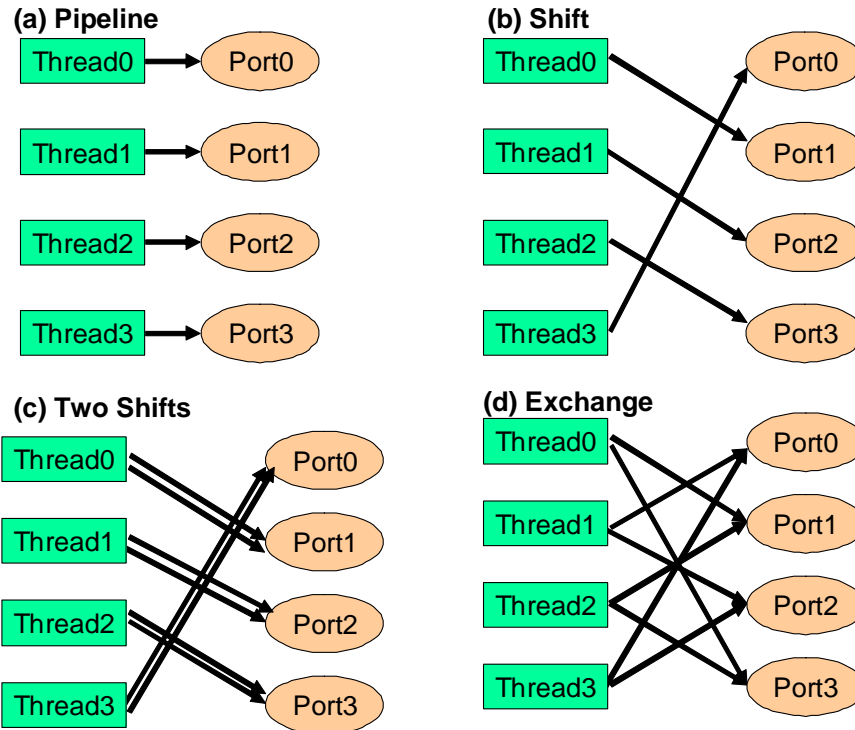 (a) Pipeline
Thread0
Port0
Thread1
Port1
Thread2
Port2
Thread3
Port3
(b) Shift
Thread0
Port0
Thread1
Port1
Thread2
Port2
Thread3
Port3
(c) Two Shifts
Thread0
Port0
Thread1
Port1
Thread2
Port2
Thread3
Port3
(d) Exchange
Thread0
Port0
Thread1
Port1
Thread2
Port2
Thread3
Port3